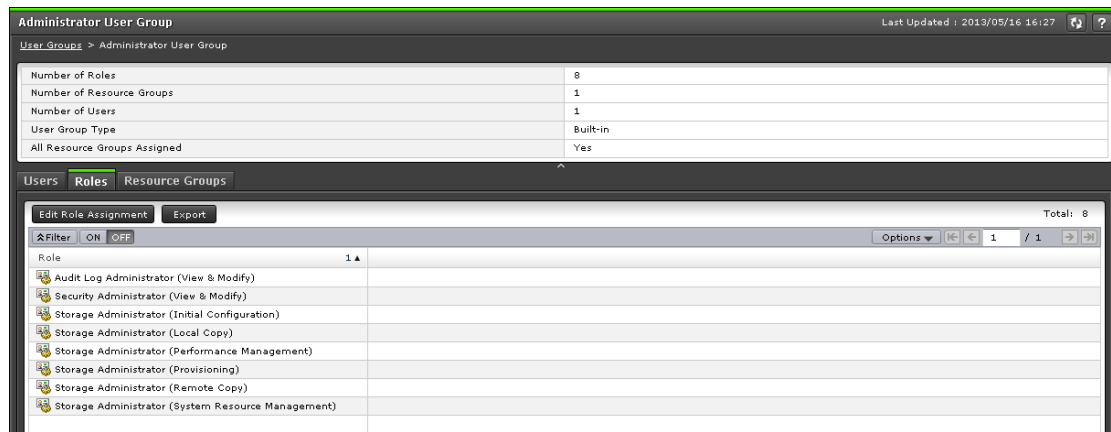 Administrator User Group
Last Updated : 2013/05/16 16:27
?
User Groups > Administrator User Group
Number of Roles 8
Number of Resource Groups 1
Number of Users 1
User Group Type Built-in
All Resource Groups Assigned Yes
Users Roles Resource Groups
Edit Role Assignment Export Total: 8
Filter ON OFF Options 1 / 1
Role 1
Audit Log Administrator (View & Modify)
Security Administrator (View & Modify)
Storage Administrator (Initial Configuration)
Storage Administrator (Local Copy)
Storage Administrator (Performance Management)
Storage Administrator (Provisioning)
Storage Administrator (Remote Copy)
Storage Administrator (System Resource Management)